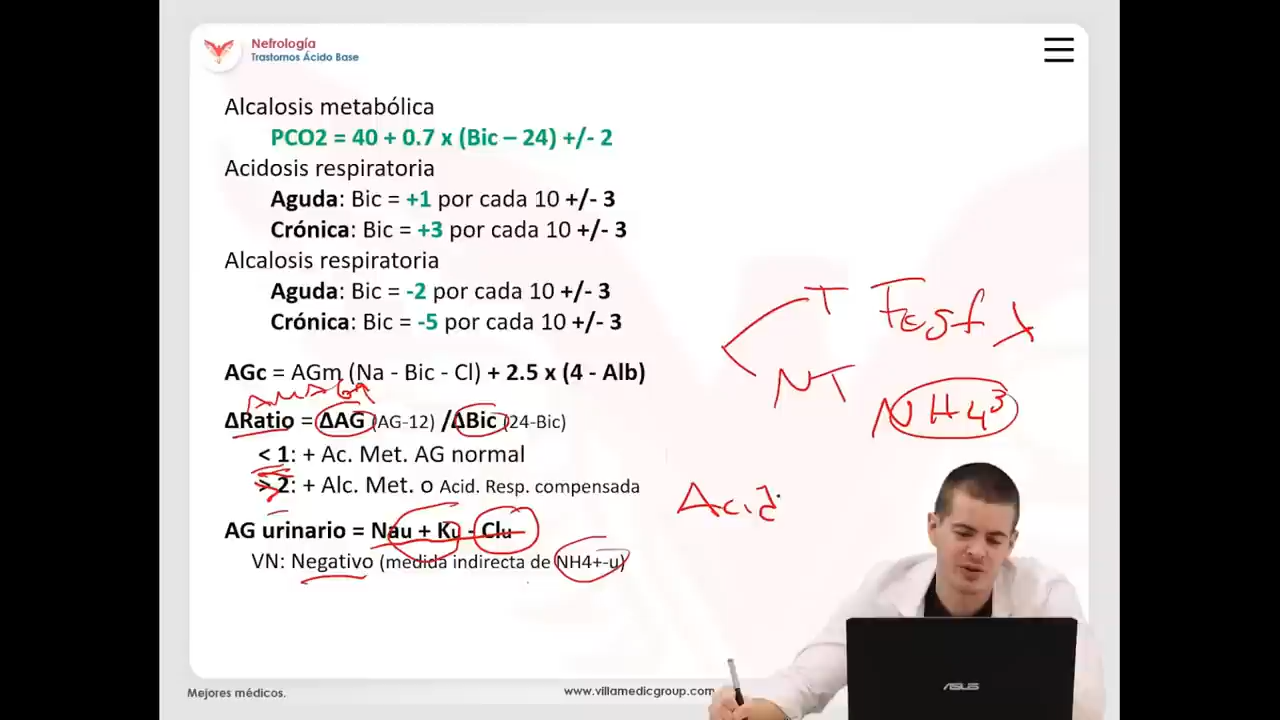 Nefrología
Trastornos Ácido Base
Alcalosis metabólica
PCO2 = 40 + 0.7 x (Bic – 24) +/- 2
Acidosis respiratoria
Aguda: Bic = +1 por cada 10 +/- 3
Crónica: Bic = +3 por cada 10 +/- 3
Alcalosis respiratoria
Aguda: Bic = -2 por cada 10 +/- 3
Crónica: Bic = -5 por cada 10 +/- 3
AGc = AGm (Na - Bic - Cl) + 2.5 x (4 - Alb)
ΔRatio = ΔAG (AG-12) /ΔBic (24-Bic)
< 1: + Ac. Met. AG normal
> 2: + Alc. Met. o Acid. Resp. compensada
AG urinario = Nau + Ku - Clu
VN: Negativo (medida indirecta de NH4+-u)
T
NT
NH4
Acid
ASUS
Mejores médicos.
www.villamedicgroup.com